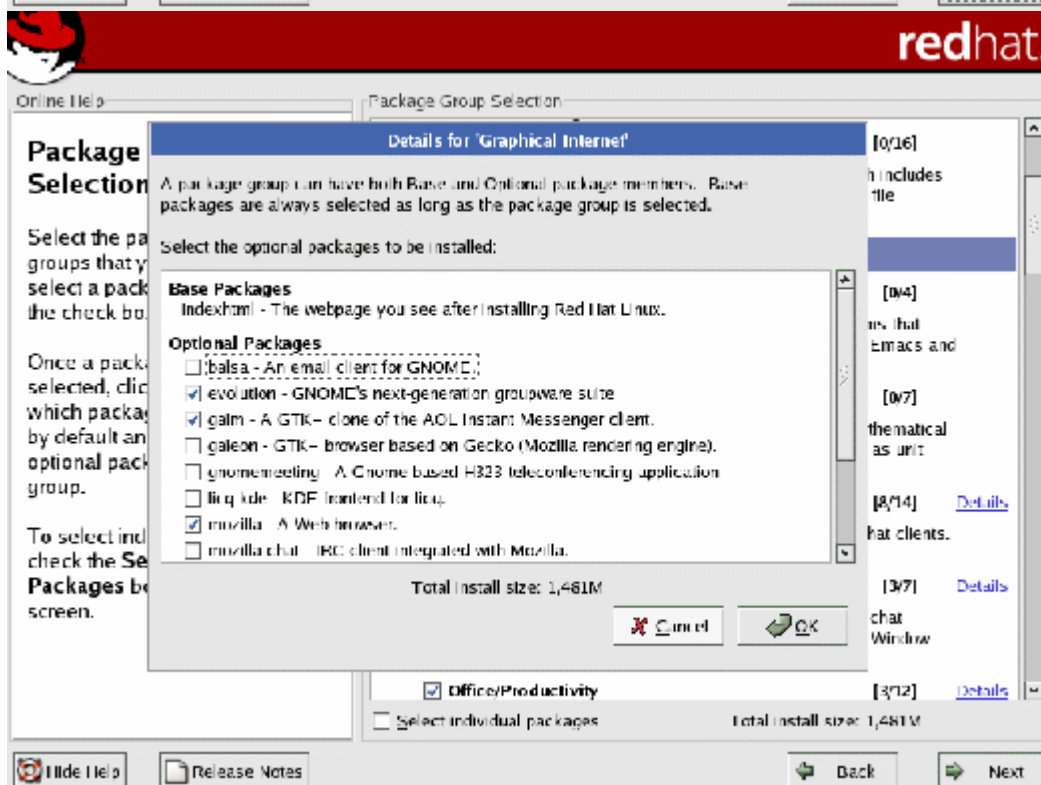 redhat.
Online Help
Package Group Selection
Package
Selection
Select the pa
groups that y
select a pack
the check bo
Once a packa
selected, clic
which packag
by default an
optional pack
group.
To select ind
check the Se
Packages be
screen.
Details for 'Graphical Internet'
A package group can have both Base and Optional package members. Base
packages are always selected as long as the package group is selected.
Select the optional packages to be installed:
Base Packages
indexhtml - The webpage you see after installing Red Hat Linux.
Optional Packages
balsa - An email client for GNOME.
evolution - GNOME's next-generation groupware suite
gaim - A GTK+ clone of the AOL Instant Messenger client.
galeon - GTK+ browser based on Gecko (Mozilla rendering engine).
gnomemeeting - A Gnome based H323 teleconferencing application
licq-kde - KDE frontend for licq.
mozilla - A Web browser.
mozilla-chat - IRC client integrated with Mozilla.
Total install size: 1,481M
Cancel
OK
[0/16]
h includes
file
[0/4]
ns that
Emacs and
[0/7]
thematical
as unit
[8/14] Details
hat clients.
[3/7] Details
chat
Window
Office/Productivity [3/12] Details
Select individual packages Total install size: 1,481M
Hide Help Release Notes Back Next